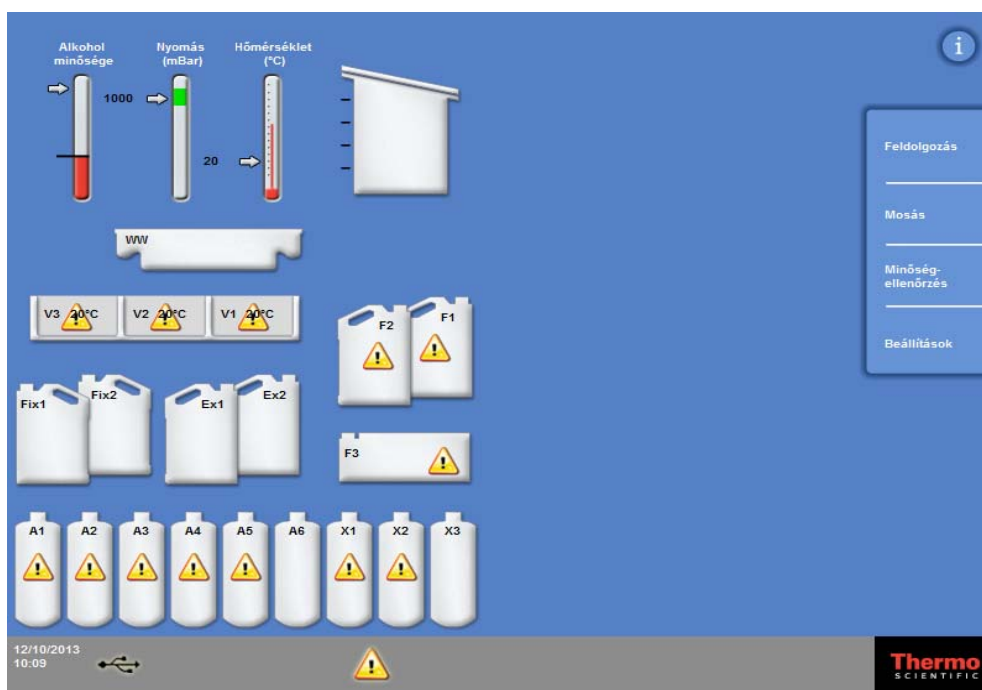 Alkohol
minősége
Nyomás
(mBar)
Hőmérséklet
(°C)
1000
20
i
Feldolgozás
Mosás
Minőség-
ellenőrzés
Beállítások
WW
V3 20°C
V2 20°C
V1 20°C
F2
F1
Fix1
Fix2
Ex1
Ex2
F3
A1
A2
A3
A4
A5
A6
X1
X2
X3
12/10/2013
10:09
Thermo
SCIENTIFIC